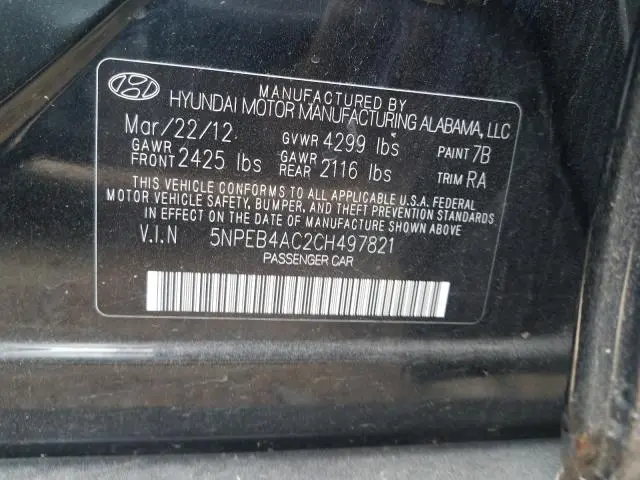 MANUFACTURED BY
HYUNDAI MOTOR MANUFACTURING ALABAMA, LLC
Mar/22/12 GVWR 4299 lbs PAINT 7B
GAWR FRONT 2425 lbs GAWR REAR 2116 lbs TRIM RA
THIS VEHICLE CONFORMS TO ALL APPLICABLE U.S.A. FEDERAL
MOTOR VEHICLE SAFETY, BUMPER, AND THEFT PREVENTION STANDARDS
IN EFFECT ON THE DATE OF MANUFACTURE SHOWN ABOVE.
V.I.N 5NPEB4AC2CH497821
PASSENGER CAR